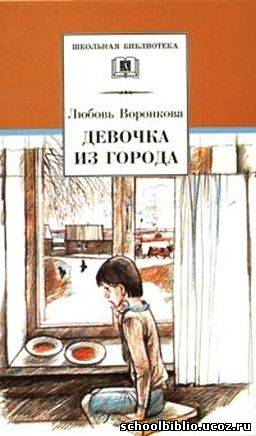 ШКОЛЬНАЯ БИБЛИОТЕКА
Любовь Воронкова
ДЕВОЧКА
ИЗ ГОРОДА
schoolbiblio.ucoz.ru